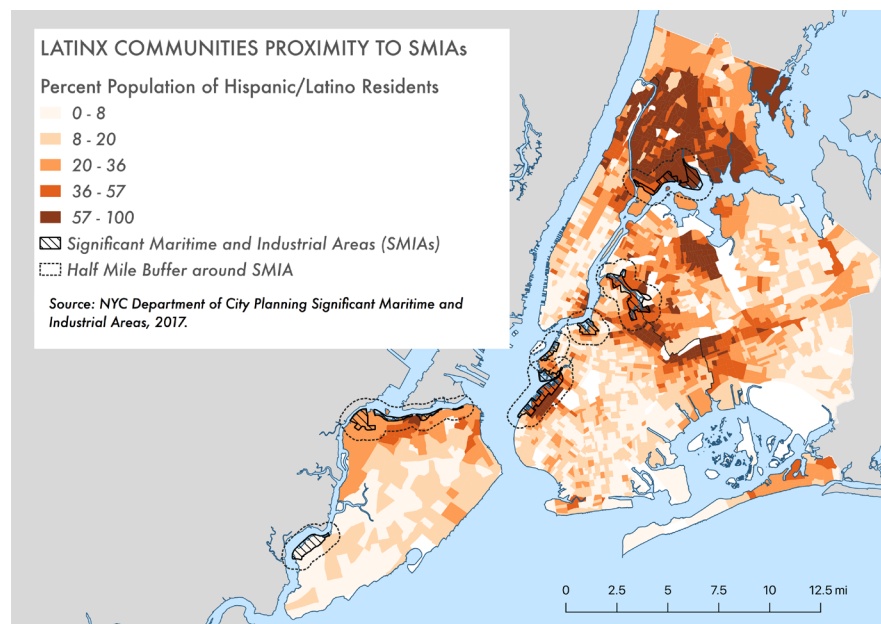 LATINX COMMUNITIES PROXIMITY TO SMIAs
Percent Population of Hispanic/Latino Residents
0 - 8
8 - 20
20 - 36
36 - 57
57 - 100
Significant Maritime and Industrial Areas (SMIAs)
Half Mile Buffer around SMIA
Source: NYC Department of City Planning Significant Maritime and
Industrial Areas, 2017.
0 2.5 5 7.5 10 12.5 mi